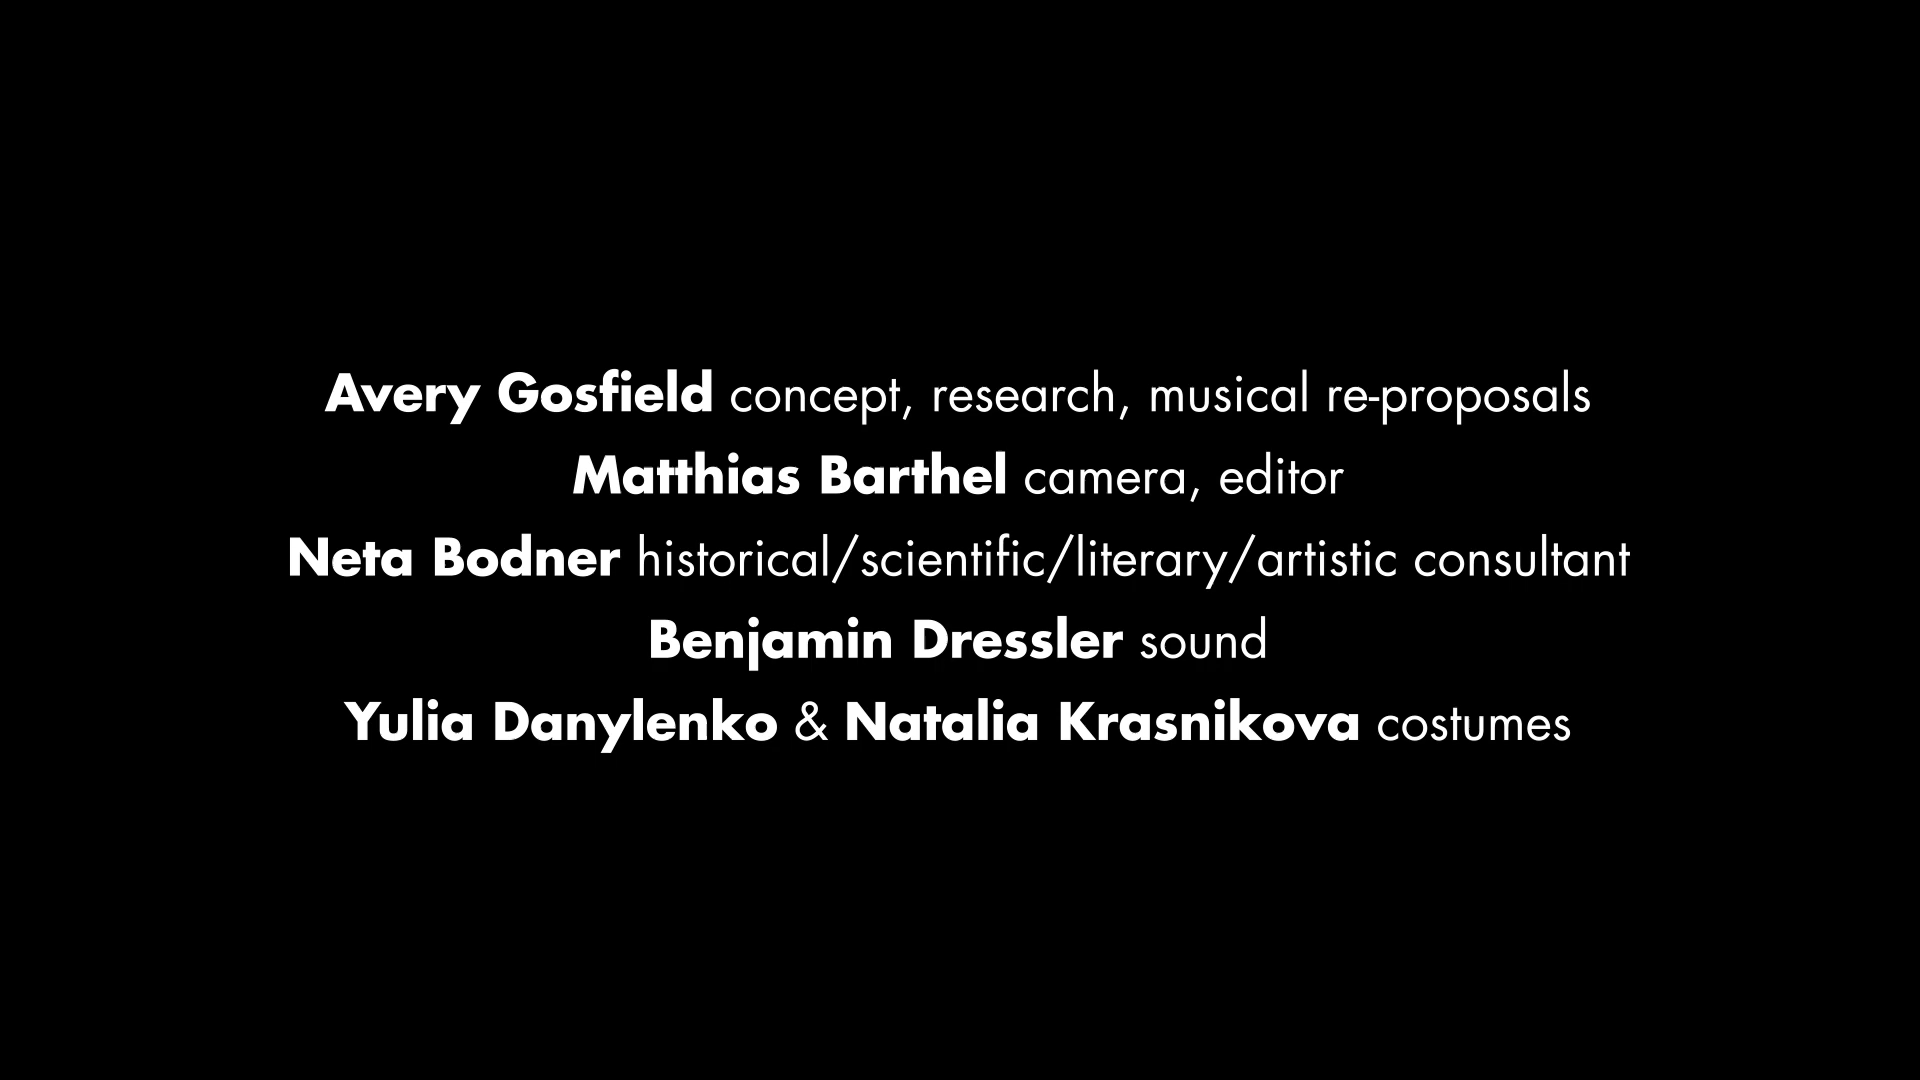 Avery Gosfield concept, research, musical re-proposals
Matthias Barthel camera, editor
Neta Bodner historical/scientific/literary/artistic consultant
Benjamin Dressler sound
Yulia Danylenko & Natalia Krasnikova costumes